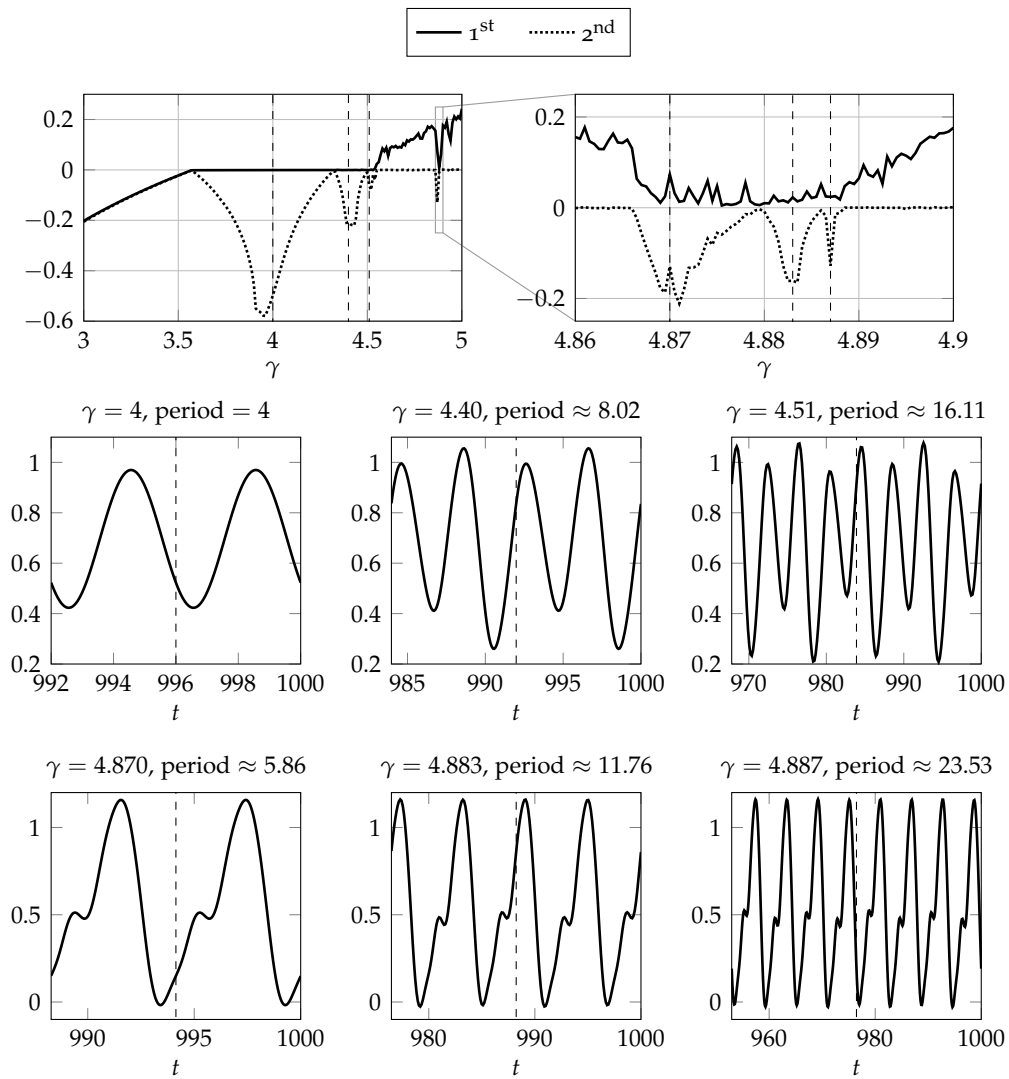 1st 2nd
0.2
0
−0.2
−0.4
−0.6
3 3.5 4 4.5 5
γ
0.2
0
−0.2
4.86 4.87 4.88 4.89 4.9
γ
γ = 4, period = 4
1
0.8
0.6
0.4
0.2
992 994 996 998 1000
t
γ = 4.40, period ≈ 8.02
1
0.8
0.6
0.4
0.2
985 990 995 1000
t
γ = 4.51, period ≈ 16.11
1
0.8
0.6
0.4
0.2
970 980 990 1000
t
γ = 4.870, period ≈ 5.86
1
0.5
0
990 995 1000
t
γ = 4.883, period ≈ 11.76
1
0.5
0
980 990 1000
t
γ = 4.887, period ≈ 23.53
1
0.5
0
960 980 1000
t